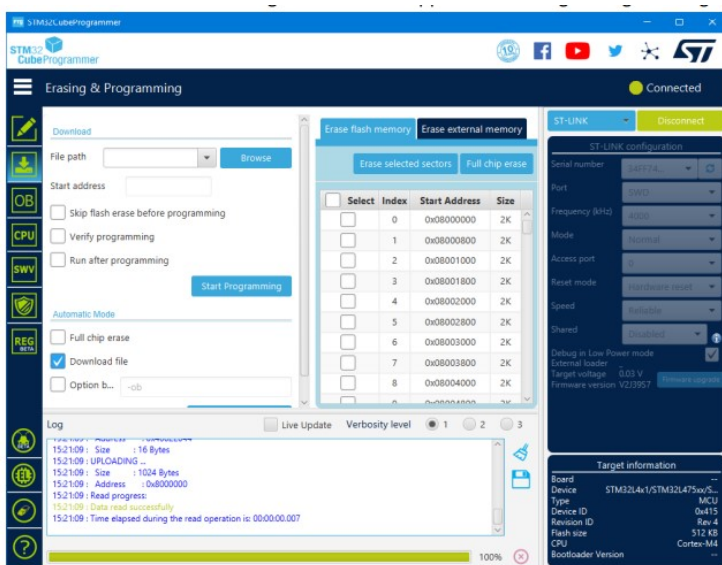 STM32CubeProgrammer
STM32
CubeProgrammer
Erasing & Programming
Connected
Download
File path
Browse
Start address
Skip flash erase before programming
Verify programming
Run after programming
Start Programming
Automatic Mode
Full chip erase
Download file
Option b...
-ob
Erase flash memory
Erase external memory
Erase selected sectors
Full chip erase
Select Index Start Address Size
0 0x08000000 2K
1 0x08000800 2K
2 0x08001000 2K
3 0x08001800 2K
4 0x08002000 2K
5 0x08002800 2K
6 0x08003000 2K
7 0x08003800 2K
8 0x08004000 2K
ST-LINK
Disconnect
ST-LINK configuration
Serial number
Port SWD
Frequency (kHz) 4000
Mode Normal
Access port 0
Reset mode Hardware reset
Speed Reliable
Shared Disabled
Debug in Low Power mode
External loader _
Target voltage 0.03 V
Firmware version V2J39S7
Firmware upgrade
OB
CPU
SWV
REG
BETA
Log
Live Update
Verbosity level 1 2 3
15:21:09 : Size : 16 Bytes
15:21:09 : UPLOADING ...
15:21:09 : Size : 1024 Bytes
15:21:09 : Address : 0x8000000
15:21:09 : Read progress:
15:21:09 : Data read successfully
15:21:09 : Time elapsed during the read operation is: 00:00:00.007
100%
Target information
Board --
Device STM32L4x1/STM32L475xx/S...
Type MCU
Device ID 0x415
Revision ID Rev 4
Flash size 512 KB
CPU Cortex-M4
Bootloader Version --